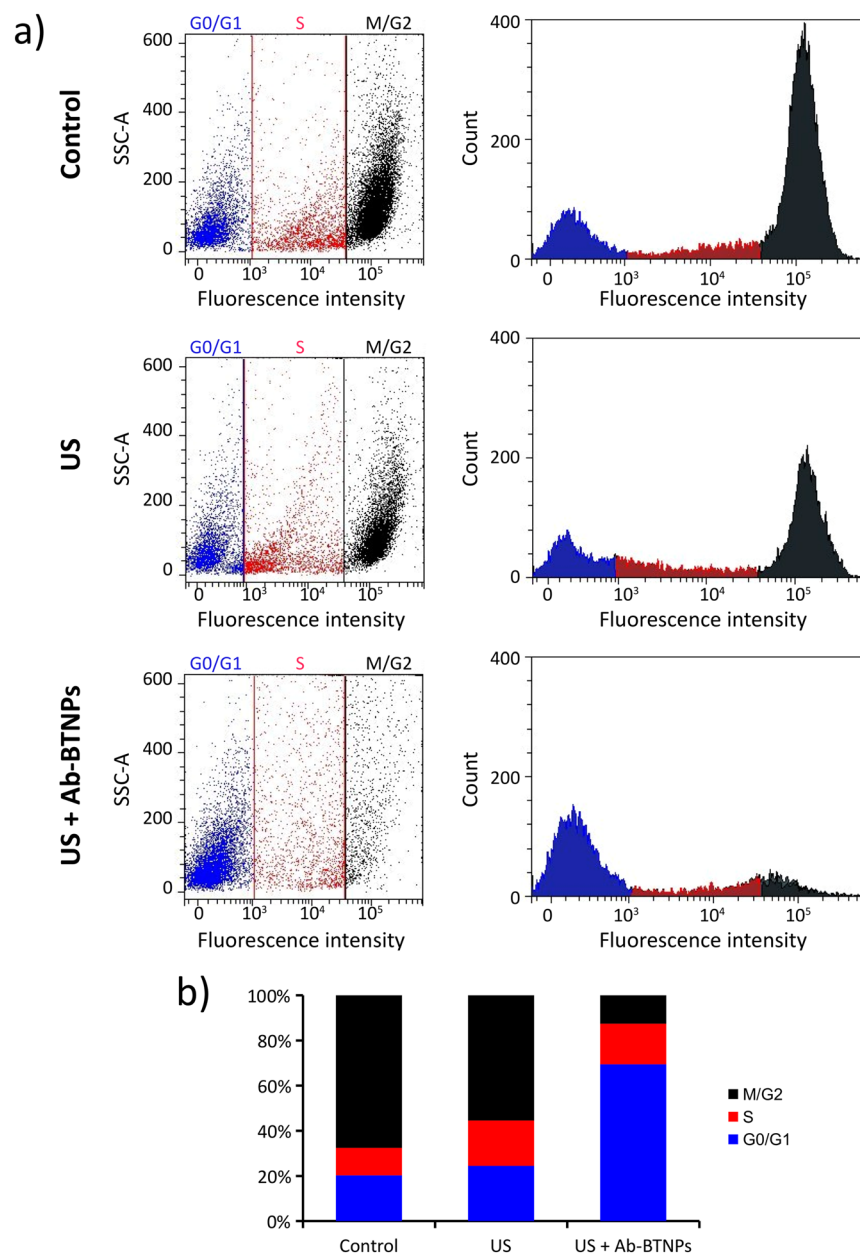 a)
Control
G0/G1 S M/G2
600
400
200
0
SSC-A
0 10³ 10⁴ 10⁵
Fluorescence intensity
400
200
0
Count
0 10³ 10⁴ 10⁵
Fluorescence intensity
US
G0/G1 S M/G2
600
400
200
0
SSC-A
0 10³ 10⁴ 10⁵
Fluorescence intensity
400
200
0
Count
0 10³ 10⁴ 10⁵
Fluorescence intensity
US + Ab-BTNPs
G0/G1 S M/G2
600
400
200
0
SSC-A
0 10³ 10⁴ 10⁵
Fluorescence intensity
400
200
0
Count
0 10³ 10⁴ 10⁵
Fluorescence intensity
b)
100%
80%
60%
40%
20%
0%
Control US US + Ab-BTNPs
M/G2
S
G0/G1